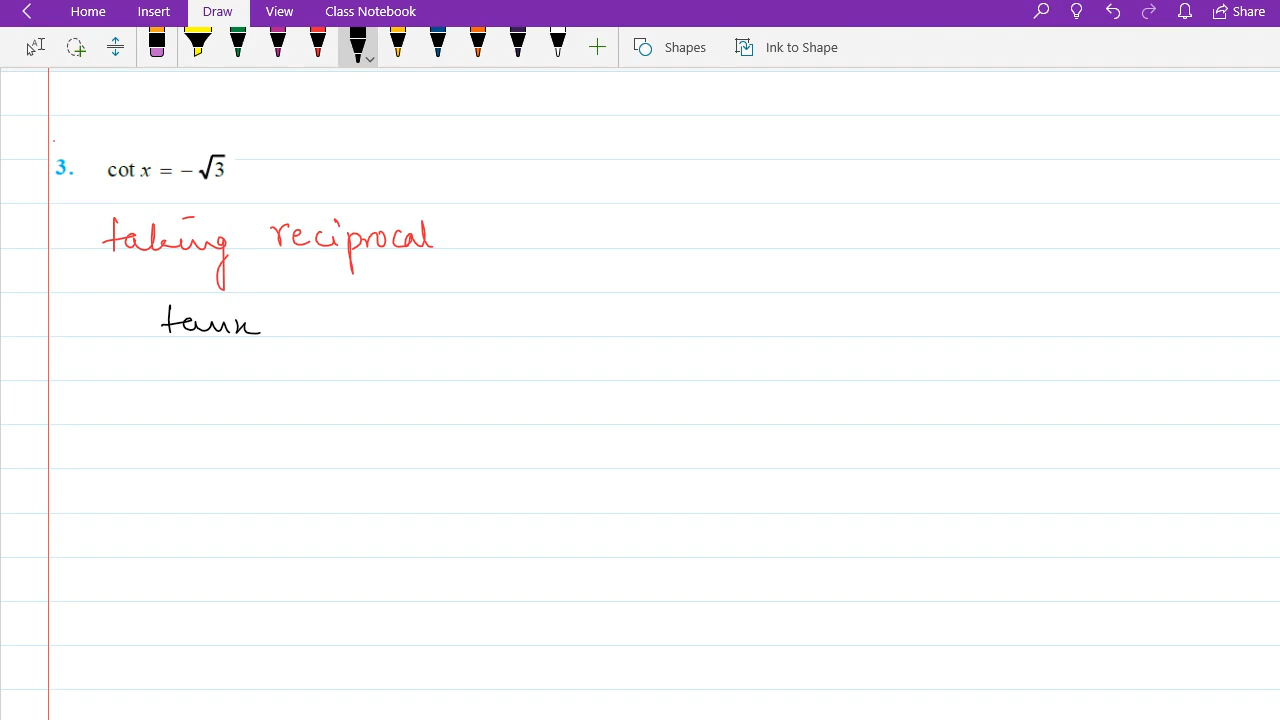 Home Insert Draw View Class Notebook Share
Shapes Ink to Shape
3. cot x = − √3
taking reciprocal
tanx